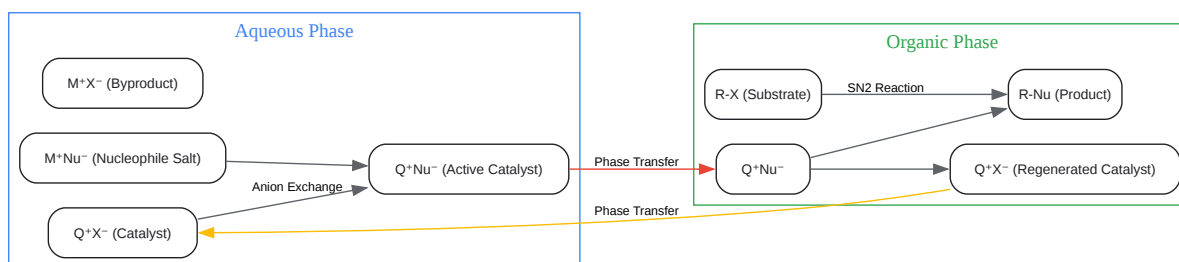 Aqueous Phase
M⁺X⁻ (Byproduct)
M⁺Nu⁻ (Nucleophile Salt)
Anion Exchange
Q⁺X⁻ (Catalyst)
Q⁺Nu⁻ (Active Catalyst)
Phase Transfer
Phase Transfer
Organic Phase
R-X (Substrate)
SN2 Reaction
R-Nu (Product)
Q⁺Nu⁻
Q⁺X⁻ (Regenerated Catalyst)